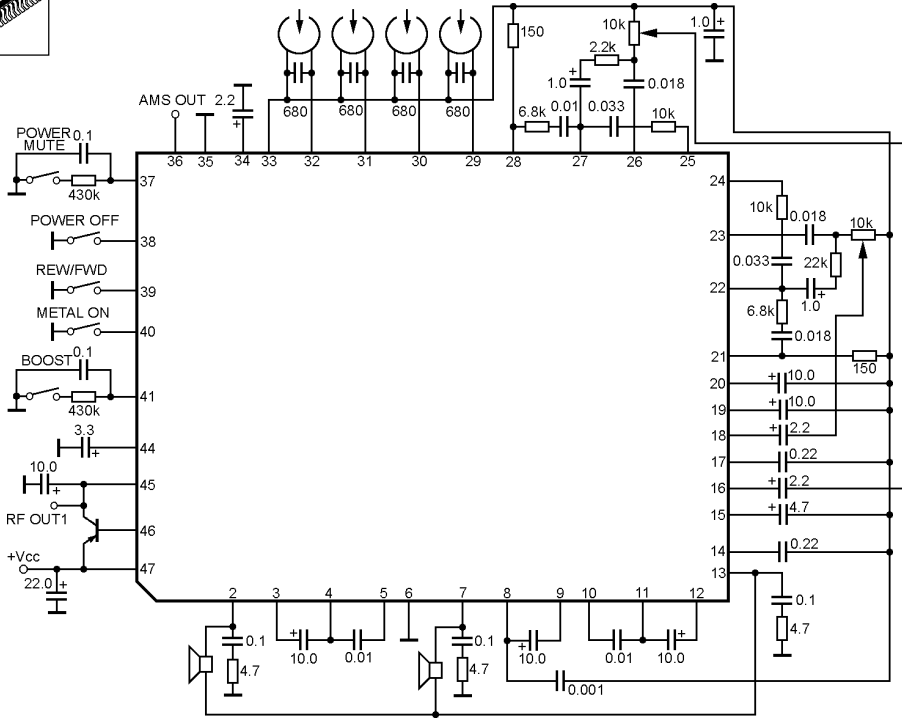 150
10k
1.0 +
2.2k
1.0 +
0.018
680 680 680 680
AMS OUT 2.2
+
6.8k 0.01 0.033 10k
36 35 34 33 32 31 30 29 28 27 26 25
POWER 0.1
MUTE
430k
37
POWER OFF
38
REW/FWD
39
METAL ON
40
BOOST 0.1
430k
41
3.3
+
44
10.0
+
45
RF OUT1
46
+Vcc
47
22.0 +
24
10k
0.018
10k
23
0.033
22k
22
1.0 +
6.8k
0.018
21
150
20
+ 10.0
19
+ 10.0
18
+ 2.2
17
0.22
16
+ 2.2
15
+ 4.7
14
0.22
13
2 3 4 5 6 7 8 9 10 11 12
0.1
4.7
+
10.0
0.01
0.1
4.7
+
10.0
0.01
+
10.0
0.1
4.7
0.001